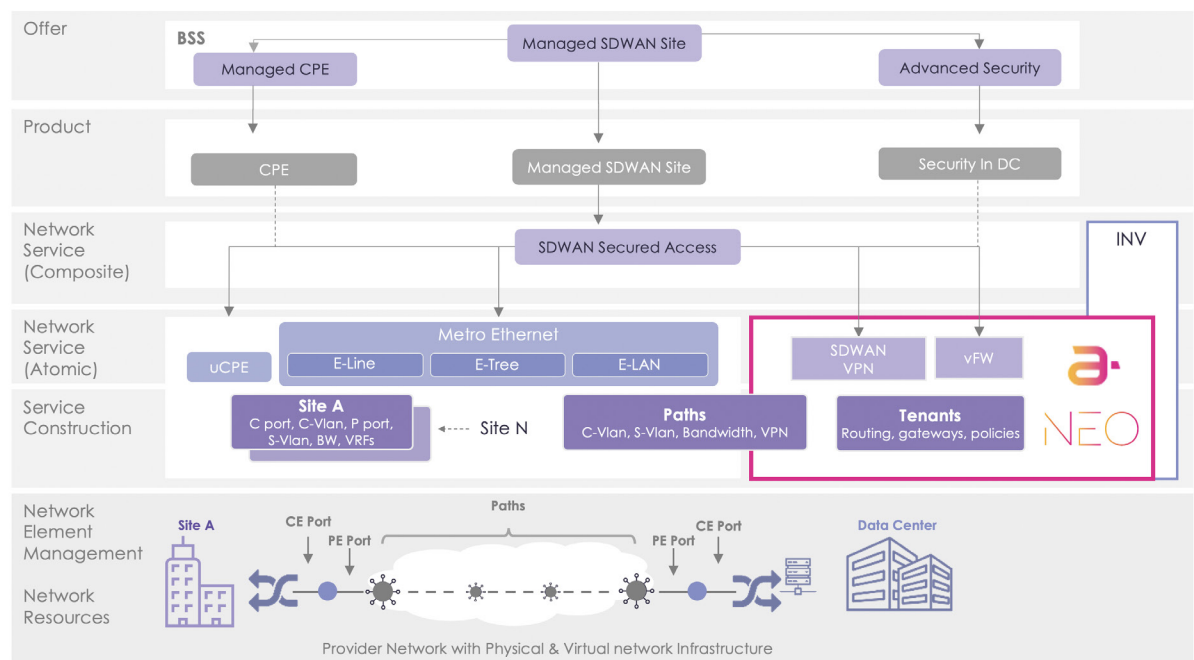 Offer
BSS
Managed SDWAN Site
Managed CPE
Advanced Security
Product
CPE
Managed SDWAN Site
Security In DC
Network
Service
(Composite)
SDWAN Secured Access
INV
Network
Service
(Atomic)
uCPE
Metro Ethernet
E-Line
E-Tree
E-LAN
SDWAN
VPN
vFW
a
Service
Construction
Site A
C port, C-Vlan, P port,
S-Vlan, BW, VRFs
Site N
Paths
C-Vlan, S-Vlan, Bandwidth, VPN
Tenants
Routing, gateways, policies
NEO
Network
Element
Management
Network
Resources
Site A
CE Port
PE Port
Paths
PE Port
CE Port
Data Center
Provider Network with Physical & Virtual network Infrastructure